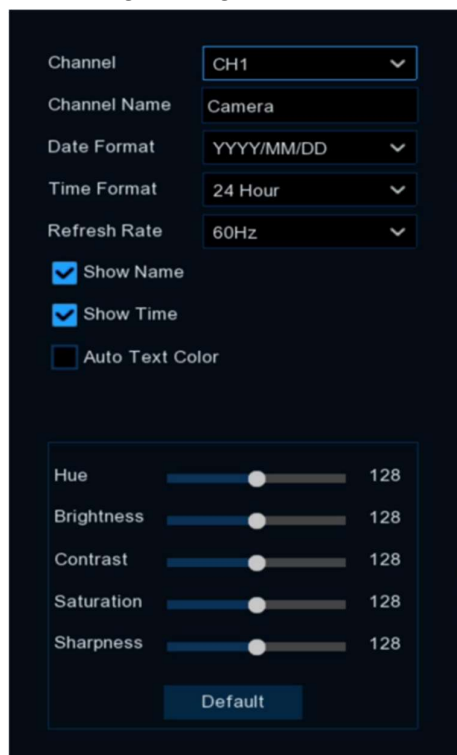 Channel CH1
Channel Name Camera
Date Format YYYY/MM/DD
Time Format 24 Hour
Refresh Rate 60Hz
Show Name
Show Time
Auto Text Color
Hue 128
Brightness 128
Contrast 128
Saturation 128
Sharpness 128
Default